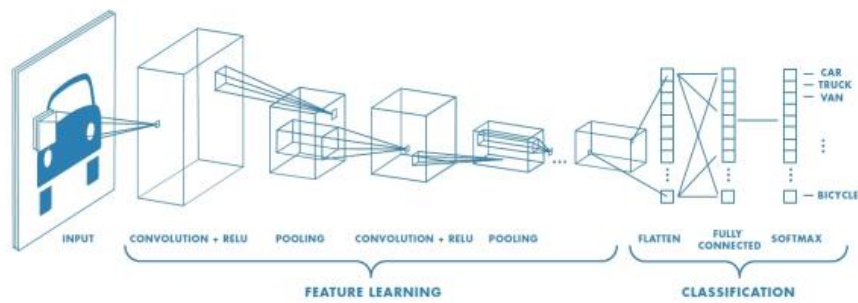 CAR
TRUCK
VAN
BICYCLE
INPUT
CONVOLUTION + RELU
POOLING
CONVOLUTION + RELU
POOLING
FLATTEN
FULLY
CONNECTED
SOFTMAX
FEATURE LEARNING
CLASSIFICATION